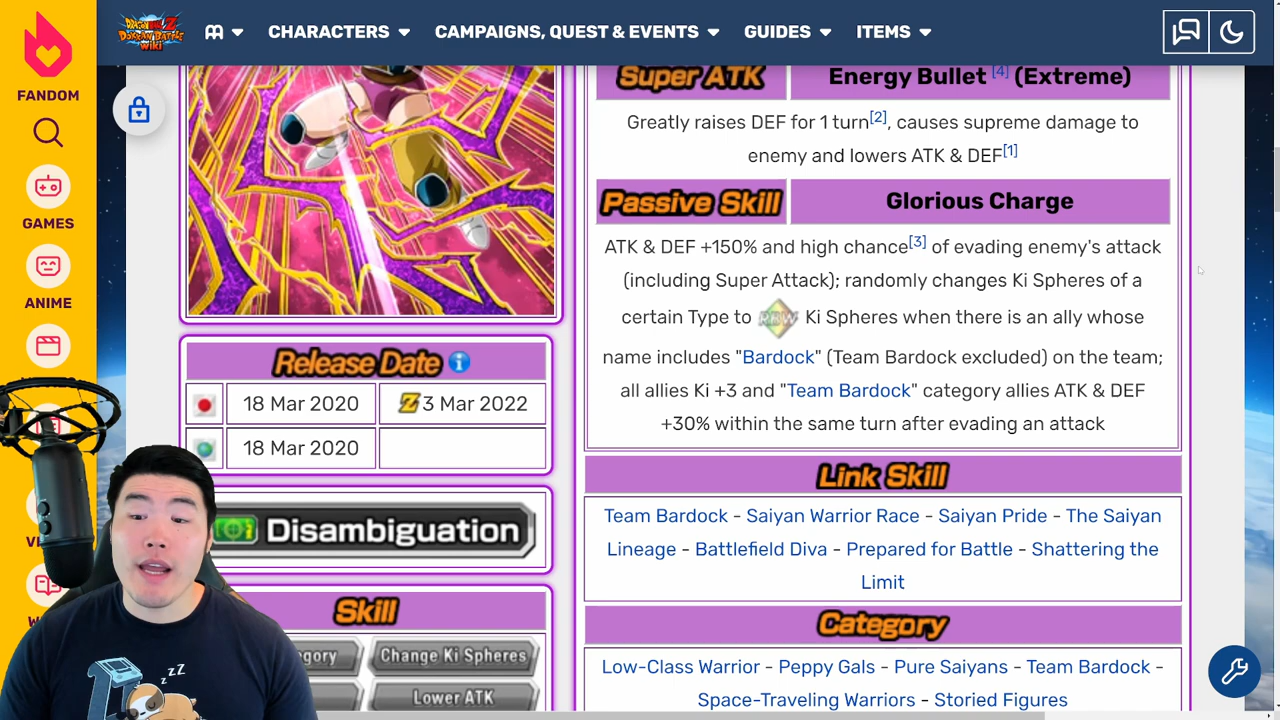 DRAGON BALL Z
DOKKAN BATTLE
WIKI
CHARACTERS
CAMPAIGNS, QUEST & EVENTS
GUIDES
ITEMS
FANDOM
GAMES
ANIME
Super ATK
Energy Bullet [4] (Extreme)
Greatly raises DEF for 1 turn[2], causes supreme damage to
enemy and lowers ATK & DEF[1]
Passive Skill
Glorious Charge
ATK & DEF +150% and high chance[3] of evading enemy's attack
(including Super Attack); randomly changes Ki Spheres of a
certain Type to RBW Ki Spheres when there is an ally whose
name includes "Bardock" (Team Bardock excluded) on the team;
all allies Ki +3 and "Team Bardock" category allies ATK & DEF
+30% within the same turn after evading an attack
Release Date i
18 Mar 2020
Z 3 Mar 2022
18 Mar 2020
Link Skill
Team Bardock - Saiyan Warrior Race - Saiyan Pride - The Saiyan
Lineage - Battlefield Diva - Prepared for Battle - Shattering the
Limit
Disambiguation
Skill
Change Ki Spheres
Lower ATK
Category
Low-Class Warrior - Peppy Gals - Pure Saiyans - Team Bardock -
Space-Traveling Warriors - Storied Figures
z Z Z